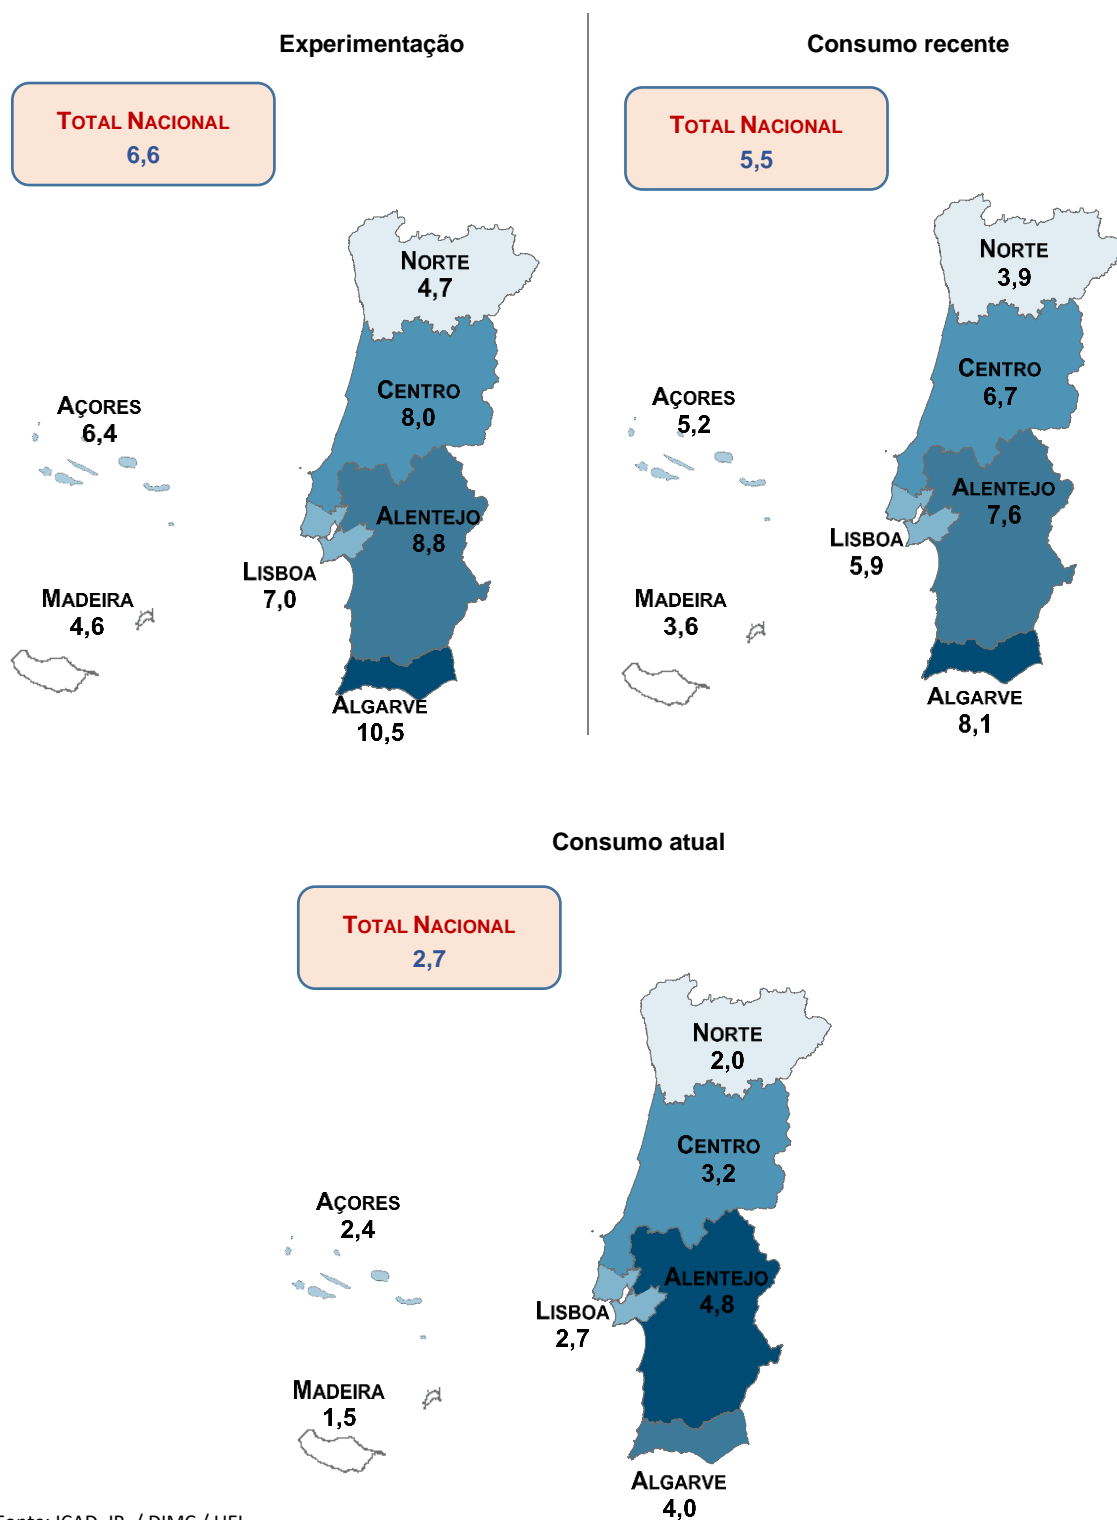 Experimentação
TOTAL NACIONAL
6,6
NORTE
4,7
CENTRO
8,0
AÇORES
6,4
ALENTEJO
8,8
LISBOA
7,0
MADEIRA
4,6
ALGARVE
10,5
Consumo recente
TOTAL NACIONAL
5,5
NORTE
3,9
CENTRO
6,7
AÇORES
5,2
ALENTEJO
7,6
LISBOA
5,9
MADEIRA
3,6
ALGARVE
8,1
Consumo atual
TOTAL NACIONAL
2,7
NORTE
2,0
CENTRO
3,2
AÇORES
2,4
ALENTEJO
4,8
LISBOA
2,7
MADEIRA
1,5
ALGARVE
4,0